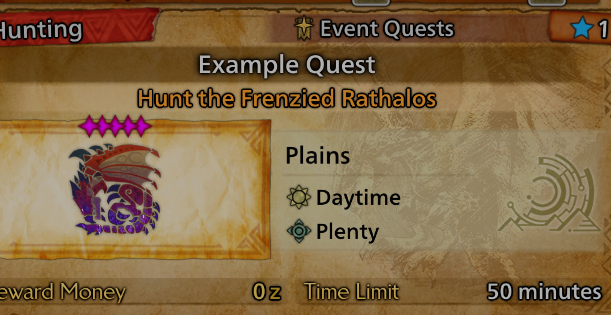 Hunting
Event Quests
1
Example Quest
Hunt the Frenzied Rathalos
Plains
Daytime
Plenty
eward Money 0z Time Limit 50 minutes